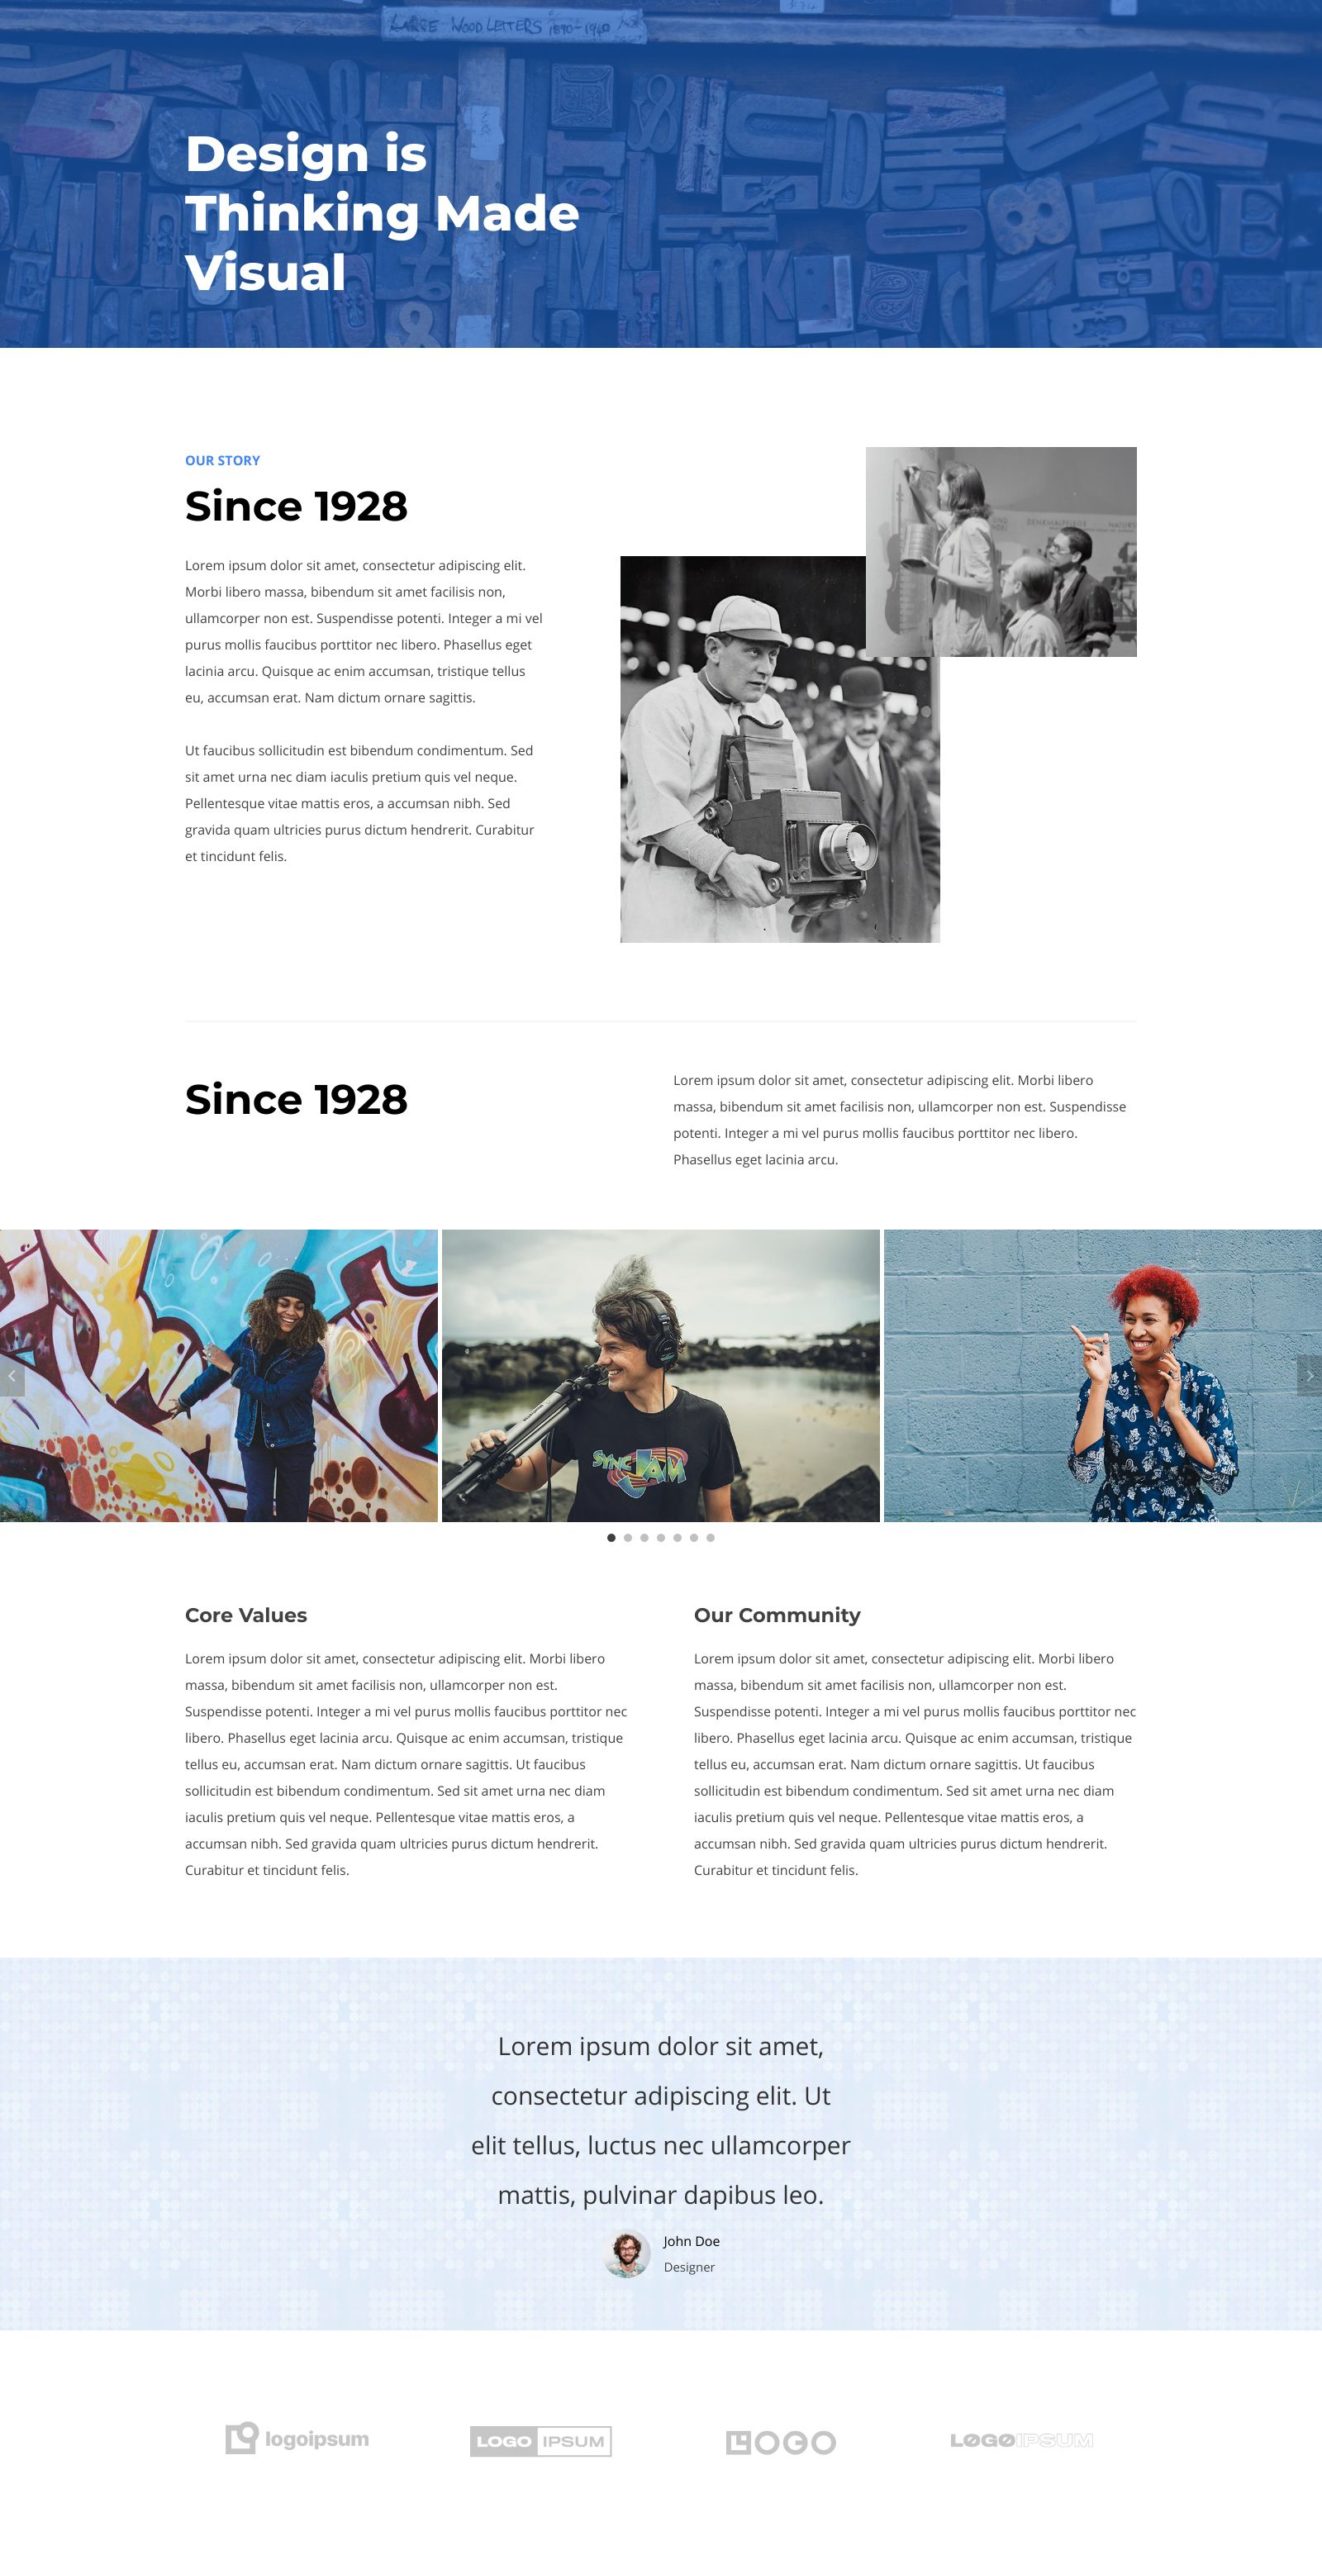 LARGE WOOD LETTERS 1890-1940
Design is
Thinking Made
Visual
OUR STORY
Since 1928
Lorem ipsum dolor sit amet, consectetur adipiscing elit.
Morbi libero massa, bibendum sit amet facilisis non,
ullamcorper non est. Suspendisse potenti. Integer a mi vel
purus mollis faucibus porttitor nec libero. Phasellus eget
lacinia arcu. Quisque ac enim accumsan, tristique tellus
eu, accumsan erat. Nam dictum ornare sagittis.
Ut faucibus sollicitudin est bibendum condimentum. Sed
sit amet urna nec diam iaculis pretium quis vel neque.
Pellentesque vitae mattis eros, a accumsan nibh. Sed
gravida quam ultricies purus dictum hendrerit. Curabitur
et tincidunt felis.
Since 1928
Lorem ipsum dolor sit amet, consectetur adipiscing elit. Morbi libero
massa, bibendum sit amet facilisis non, ullamcorper non est. Suspendisse
potenti. Integer a mi vel purus mollis faucibus porttitor nec libero.
Phasellus eget lacinia arcu.
SYNC JAM
Core Values
Lorem ipsum dolor sit amet, consectetur adipiscing elit. Morbi libero
massa, bibendum sit amet facilisis non, ullamcorper non est.
Suspendisse potenti. Integer a mi vel purus mollis faucibus porttitor nec
libero. Phasellus eget lacinia arcu. Quisque ac enim accumsan, tristique
tellus eu, accumsan erat. Nam dictum ornare sagittis. Ut faucibus
sollicitudin est bibendum condimentum. Sed sit amet urna nec diam
iaculis pretium quis vel neque. Pellentesque vitae mattis eros, a
accumsan nibh. Sed gravida quam ultricies purus dictum hendrerit.
Curabitur et tincidunt felis.
Our Community
Lorem ipsum dolor sit amet, consectetur adipiscing elit. Morbi libero
massa, bibendum sit amet facilisis non, ullamcorper non est.
Suspendisse potenti. Integer a mi vel purus mollis faucibus porttitor nec
libero. Phasellus eget lacinia arcu. Quisque ac enim accumsan, tristique
tellus eu, accumsan erat. Nam dictum ornare sagittis. Ut faucibus
sollicitudin est bibendum condimentum. Sed sit amet urna nec diam
iaculis pretium quis vel neque. Pellentesque vitae mattis eros, a
accumsan nibh. Sed gravida quam ultricies purus dictum hendrerit.
Curabitur et tincidunt felis.
Lorem ipsum dolor sit amet,
consectetur adipiscing elit. Ut
elit tellus, luctus nec ullamcorper
mattis, pulvinar dapibus leo.
John Doe
Designer
logoipsum
LOGO IPSUM
LOGO
LOGOIPSUM